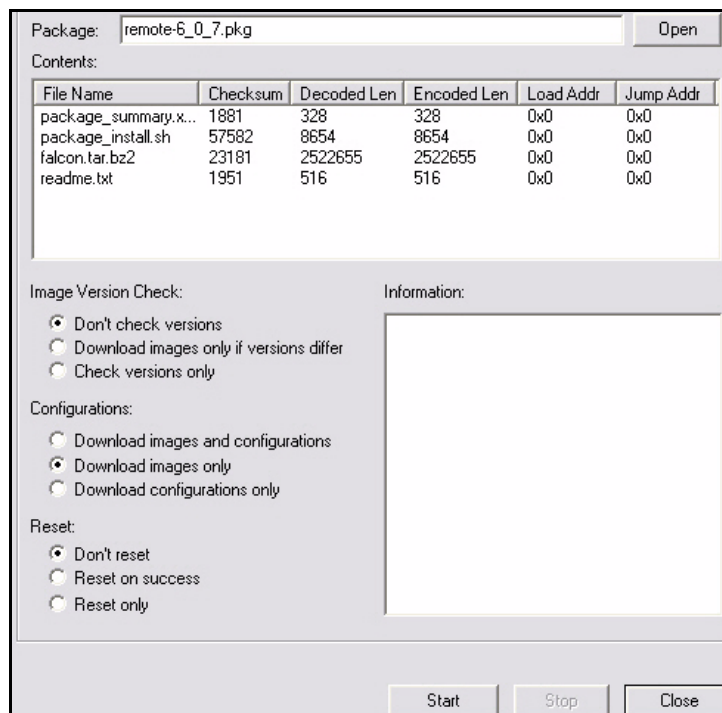 Package: remote-6_0_7.pkg Open
Contents:
File Name Checksum Decoded Len Encoded Len Load Addr Jump Addr
package_summary.x... 1881 328 328 0x0 0x0
package_install.sh 57582 8654 8654 0x0 0x0
falcon.tar.bz2 23181 2522655 2522655 0x0 0x0
readme.txt 1951 516 516 0x0 0x0
Image Version Check: Information:
Don't check versions
Download images only if versions differ
Check versions only
Configurations:
Download images and configurations
Download images only
Download configurations only
Reset:
Don't reset
Reset on success
Reset only
Start Stop Close